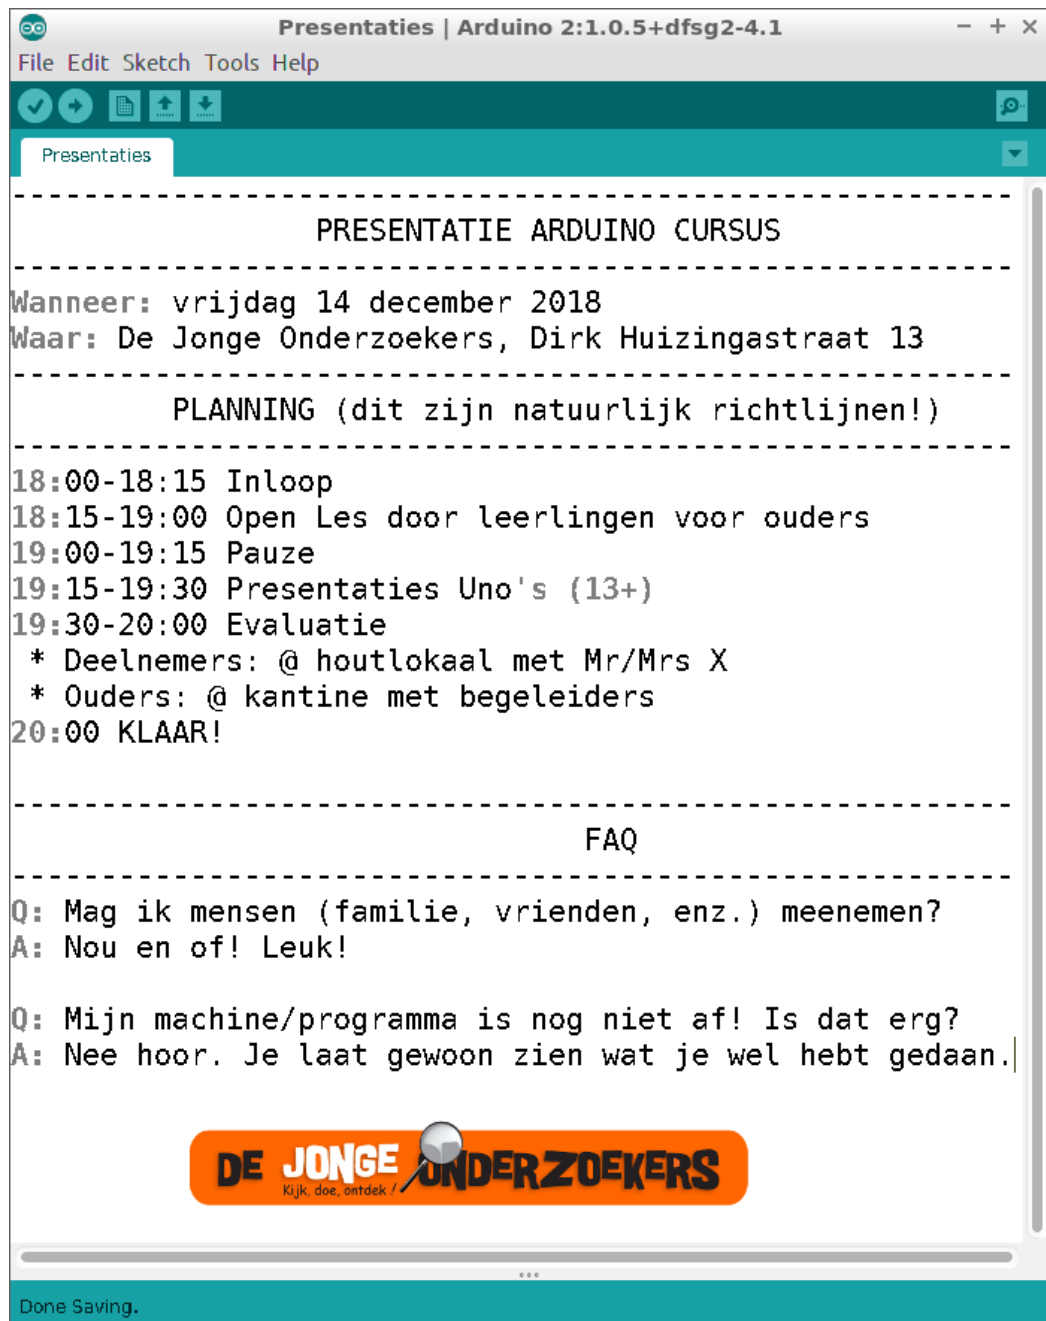 Presentaties | Arduino 2:1.0.5+dfsg2-4.1
File Edit Sketch Tools Help
Presentaties
--------------------------------------------------------
PRESENTATIE ARDUINO CURSUS
--------------------------------------------------------
Wanneer: vrijdag 14 december 2018
Waar: De Jonge Onderzoekers, Dirk Huizingastraat 13
--------------------------------------------------------
PLANNING (dit zijn natuurlijk richtlijnen!)
--------------------------------------------------------
18:00-18:15 Inloop
18:15-19:00 Open Les door leerlingen voor ouders
19:00-19:15 Pauze
19:15-19:30 Presentaties Uno's (13+)
19:30-20:00 Evaluatie
* Deelnemers: @ houtlokaal met Mr/Mrs X
* Ouders: @ kantine met begeleiders
20:00 KLAAR!
--------------------------------------------------------
FAQ
--------------------------------------------------------
Q: Mag ik mensen (familie, vrienden, enz.) meenemen?
A: Nou en of! Leuk!
Q: Mijn machine/programma is nog niet af! Is dat erg?
A: Nee hoor. Je laat gewoon zien wat je wel hebt gedaan.
DE JONGE ONDERZOEKERS
Kijk, doe, ontdek!
Done Saving.